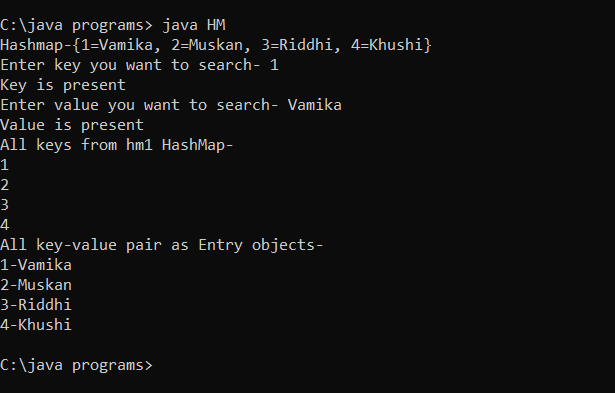 C:\java programs> java HM
Hashmap-{1=Vamika, 2=Muskan, 3=Riddhi, 4=Khushi}
Enter key you want to search- 1
Key is present
Enter value you want to search- Vamika
Value is present
All keys from hm1 HashMap-
1
2
3
4
All key-value pair as Entry objects-
1-Vamika
2-Muskan
3-Riddhi
4-Khushi
C:\java programs>